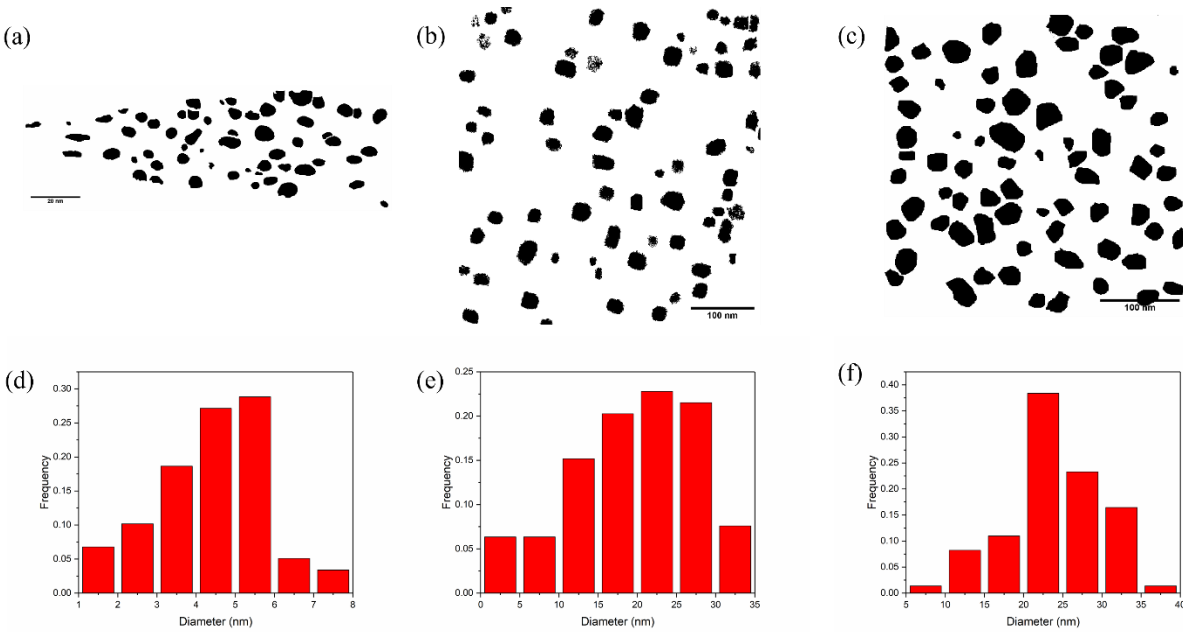 (a)
(b)
(c)
20 nm
100 nm
100 nm
(d)
(e)
(f)
Frequency
0.30
0.25
0.20
0.15
0.10
0.05
0.00
1 2 3 4 5 6 7 8
Diameter (nm)
Frequency
0.25
0.20
0.15
0.10
0.05
0.00
0 5 10 15 20 25 30 35
Diameter (nm)
Frequency
0.40
0.35
0.30
0.25
0.20
0.15
0.10
0.05
0.00
5 10 15 20 25 30 35 40
Diameter (nm)